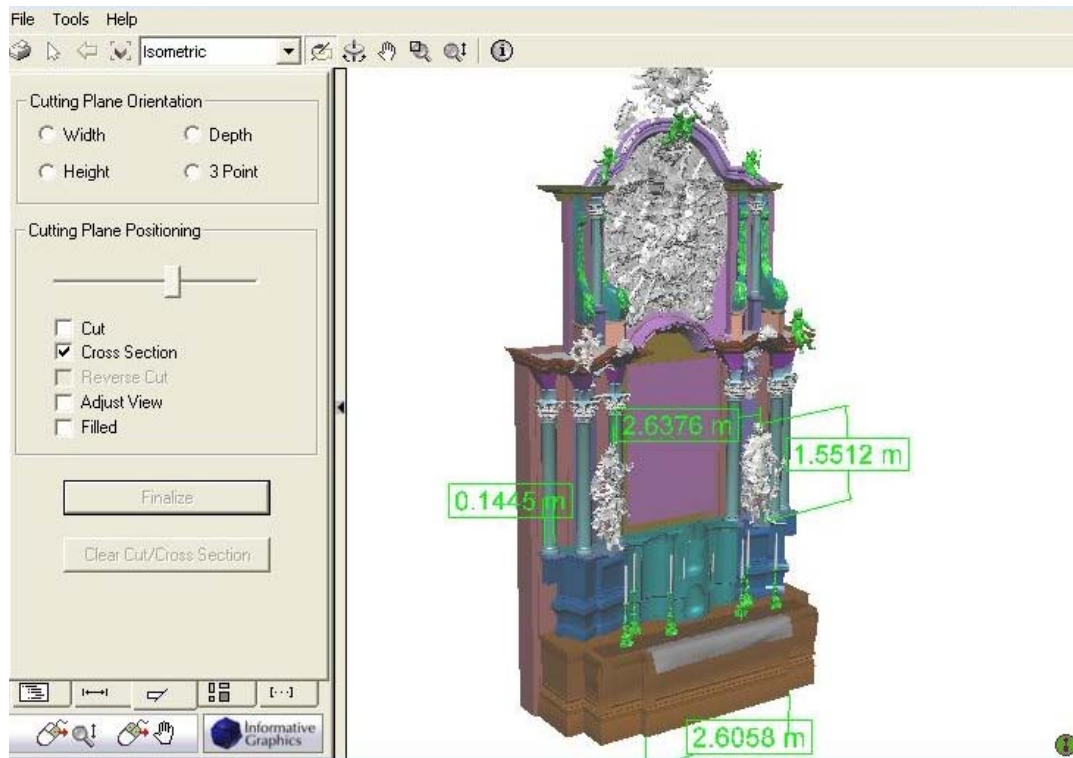 File Tools Help
Isometric
Cutting Plane Orientation
Width Depth
Height 3 Point
Cutting Plane Positioning
Cut
Cross Section
Reverse Cut
Adjust View
Filled
Finalize
Clear Cut/Cross Section
Informative
Graphics
2.6376 m
1.5512 m
0.1445 m
2.6058 m